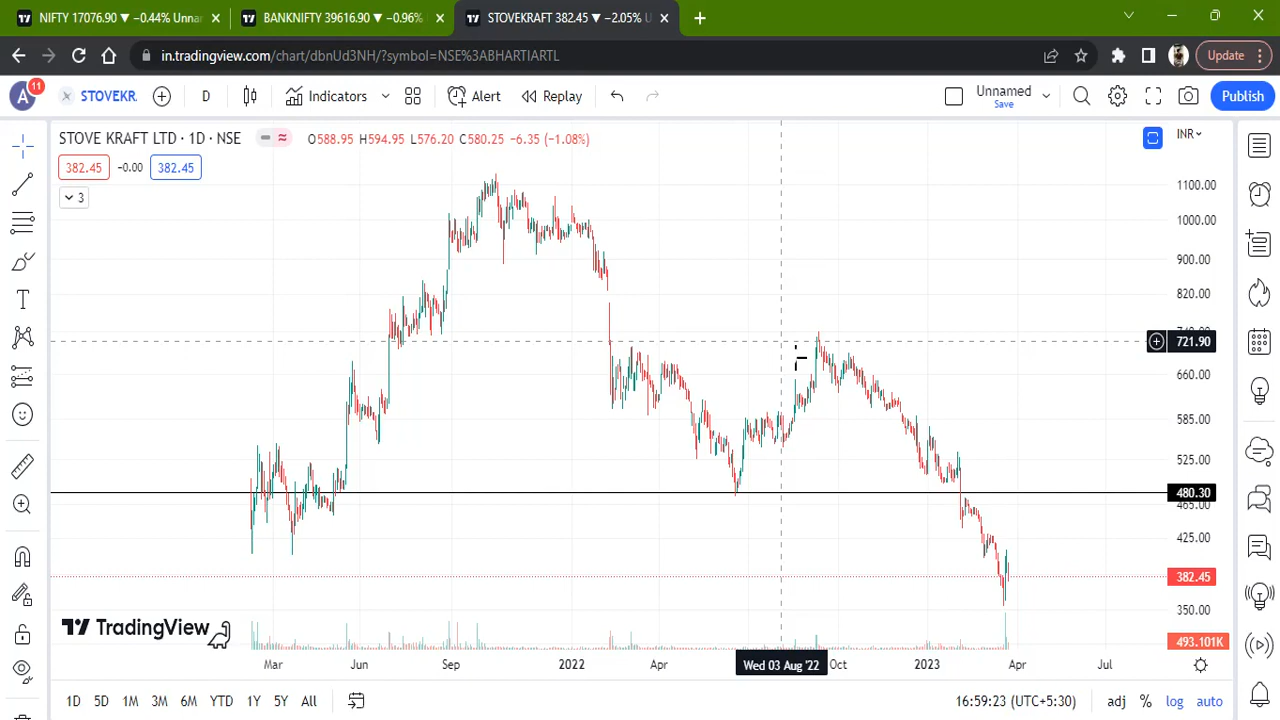 NIFTY 17076.90 ▼ −0.44% Unna
BANKNIFTY 39616.90 ▼ −0.96%
STOVEKRAFT 382.45 ▼ −2.05% U
in.tradingview.com/chart/dbnUd3NH/?symbol=NSE%3ABHARTIARTL
Update
A 11
STOVEKR
D
Indicators
Alert
Replay
Unnamed
Save
Publish
STOVE KRAFT LTD · 1D · NSE
O588.95 H594.95 L576.20 C580.25 −6.35 (−1.08%)
INR
382.45 -0.00 382.45
3
1100.00
1000.00
900.00
820.00
721.90
660.00
585.00
525.00
480.30
465.00
425.00
382.45
350.00
493.101K
TradingView
Mar Jun Sep 2022 Apr Wed 03 Aug '22 Oct 2023 Apr Jul
1D 5D 1M 3M 6M YTD 1Y 5Y All
16:59:23 (UTC+5:30)
adj % log auto